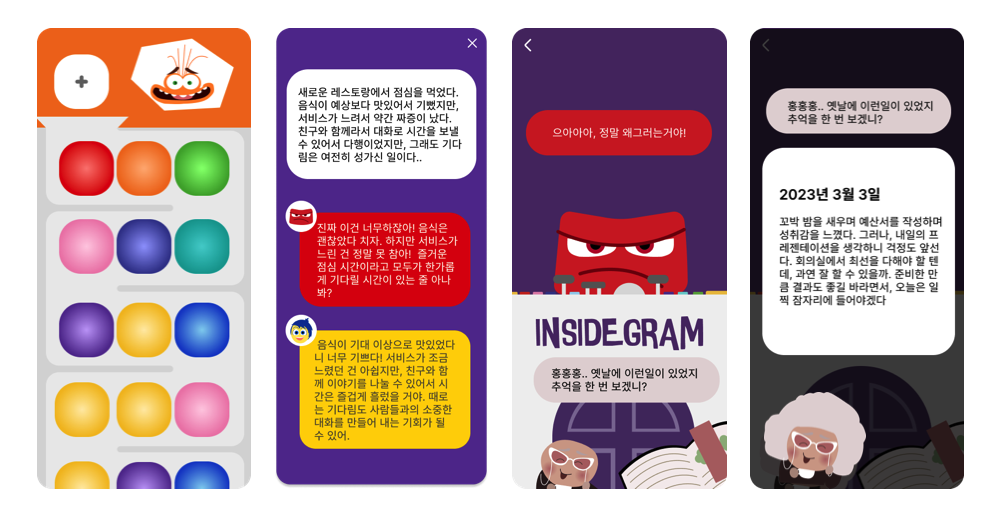 새로운 레스토랑에서 점심을 먹었다.
음식이 예상보다 맛있어서 기뻤지만,
서비스가 느려서 약간 짜증이 났다.
친구와 함께라서 대화로 시간을 보낼
수 있어서 다행이었지만, 그래도 기다
림은 여전히 성가신 일이다..
진짜 이건 너무하잖아! 음식은
괜찮았다 치자. 하지만 서비스가
느린 건 정말 못 참아! 즐거운
점심 시간이라고 모두가 한가롭
게 기다릴 시간이 있는 줄 아나
봐?
음식이 기대 이상으로 맛있었다
니 너무 기쁘다! 서비스가 조금
느렸던 건 아쉽지만, 친구와 함
께 이야기를 나눌 수 있어서 시
간은 즐겁게 흘렀을 거야. 때로
는 기다림도 사람들과의 소중한
대화를 만들어 내는 기회가 될
수 있어.
으아아아, 정말 왜그러는거야!
INSIDE GRAM
홍홍홍.. 옛날에 이런일이 있었지
추억을 한 번 보겠니?
홍홍홍.. 옛날에 이런일이 있었지
추억을 한 번 보겠니?
2023년 3월 3일
꼬박 밤을 새우며 예산서를 작성하며
성취감을 느꼈다. 그러나, 내일의 프
레젠테이션을 생각하니 걱정도 앞선
다. 회의실에서 최선을 다해야 할 텐
데, 과연 잘 할 수 있을까. 준비한 만
큼 결과도 좋길 바라면서, 오늘은 일
찍 잠자리에 들어야겠다